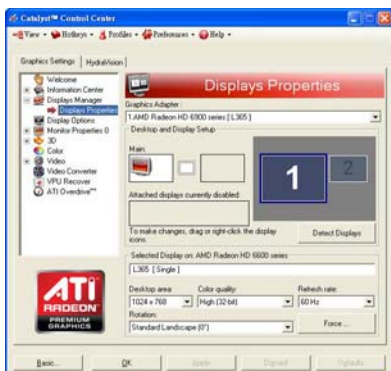 Catalyst™ Control Center
View
Hotkeys
Profiles
Preferences
Help
Graphics Settings
HydraVision
Welcome
Information Center
Displays Manager
Displays Properties
Display Options
Monitor Properties 0
3D
Color
Video
Video Converter
VPU Recover
ATI Overdrive™
Displays Properties
Graphics Adapter
1.AMD Radeon HD 6900 series [ L365 ]
Desktop and Display Setup
Main:
1
2
Attached displays currently disabled:
To make changes, drag or right-click the display icons.
Detect Displays
Selected Display on: AMD Radeon HD 6600 series
L365 [ Single ]
Desktop area:
Color quality:
Refresh rate:
1024 x 768
High (32-bit)
60 Hz
Rotation:
Standard Landscape (0°)
Force ...
ATI
RADEON
PREMIUM
GRAPHICS
Basic...
OK
Apply
Discard
Defaults